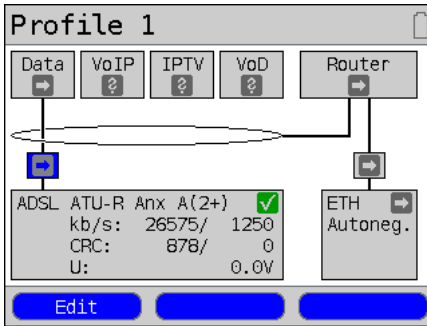 Profile 1
Data VoIP IPTV VoD Router
? ? ?
ADSL ATU-R Anx A(2+)
kb/s: 26575/ 1250
CRC: 878/ 0
U: 0.0V
ETH
Autoneg.
Edit